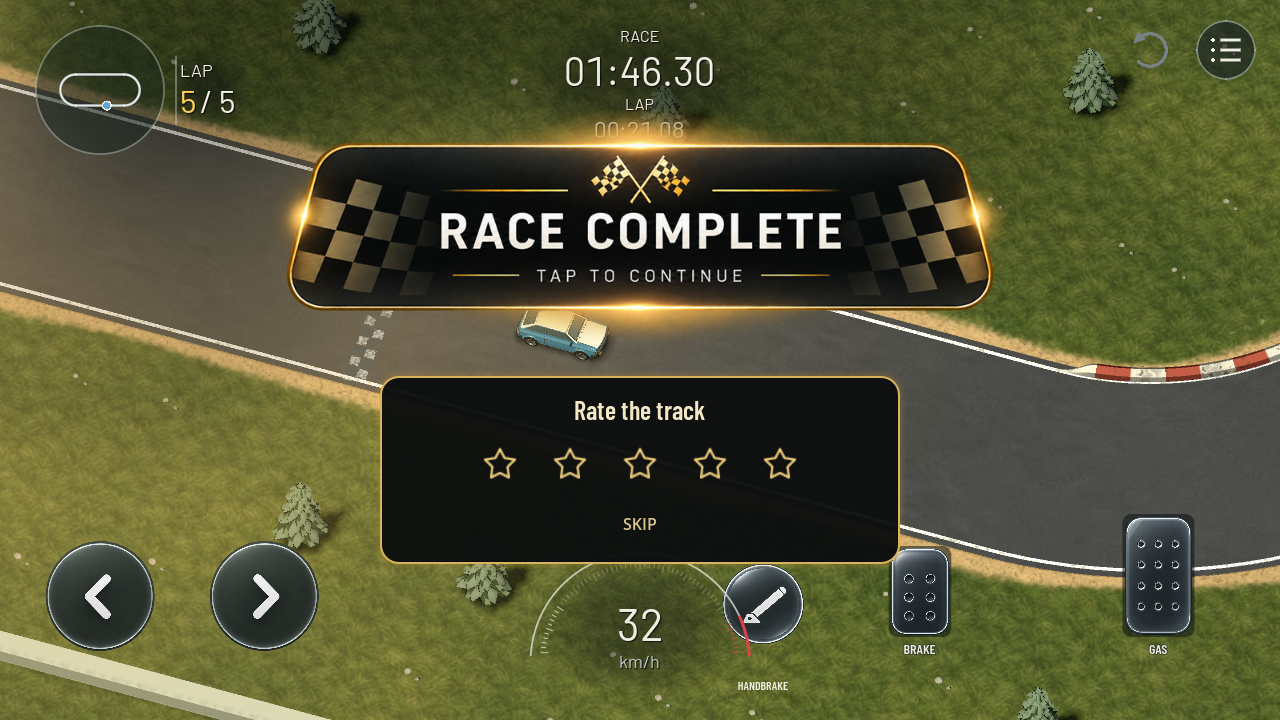 LAP
5/ 5
RACE
01:46.30
LAP
00:21.08
RACE COMPLETE
TAP TO CONTINUE
Rate the track
SKIP
32
km/h
HANDBRAKE
BRAKE
GAS